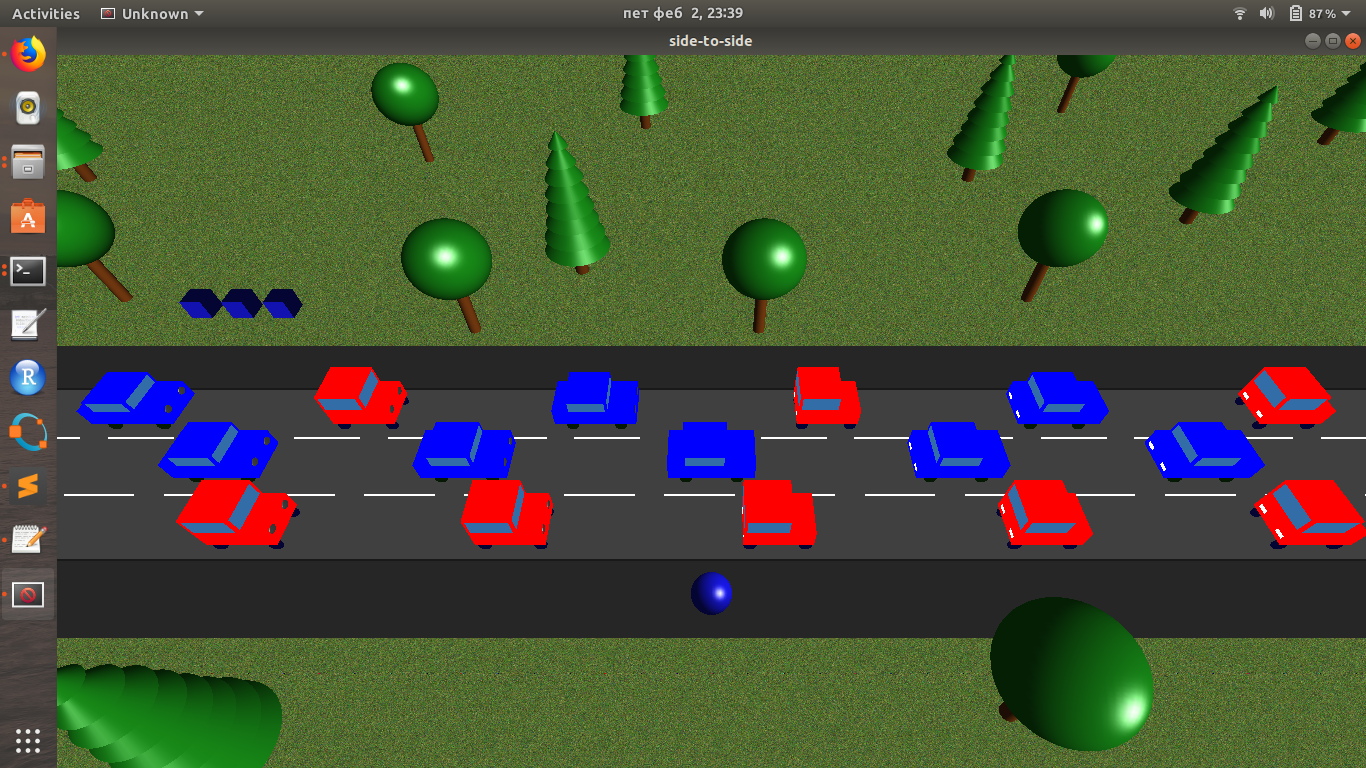 Activities Unknown пет феб 2, 23:39 87%
side-to-side
A
>_
R